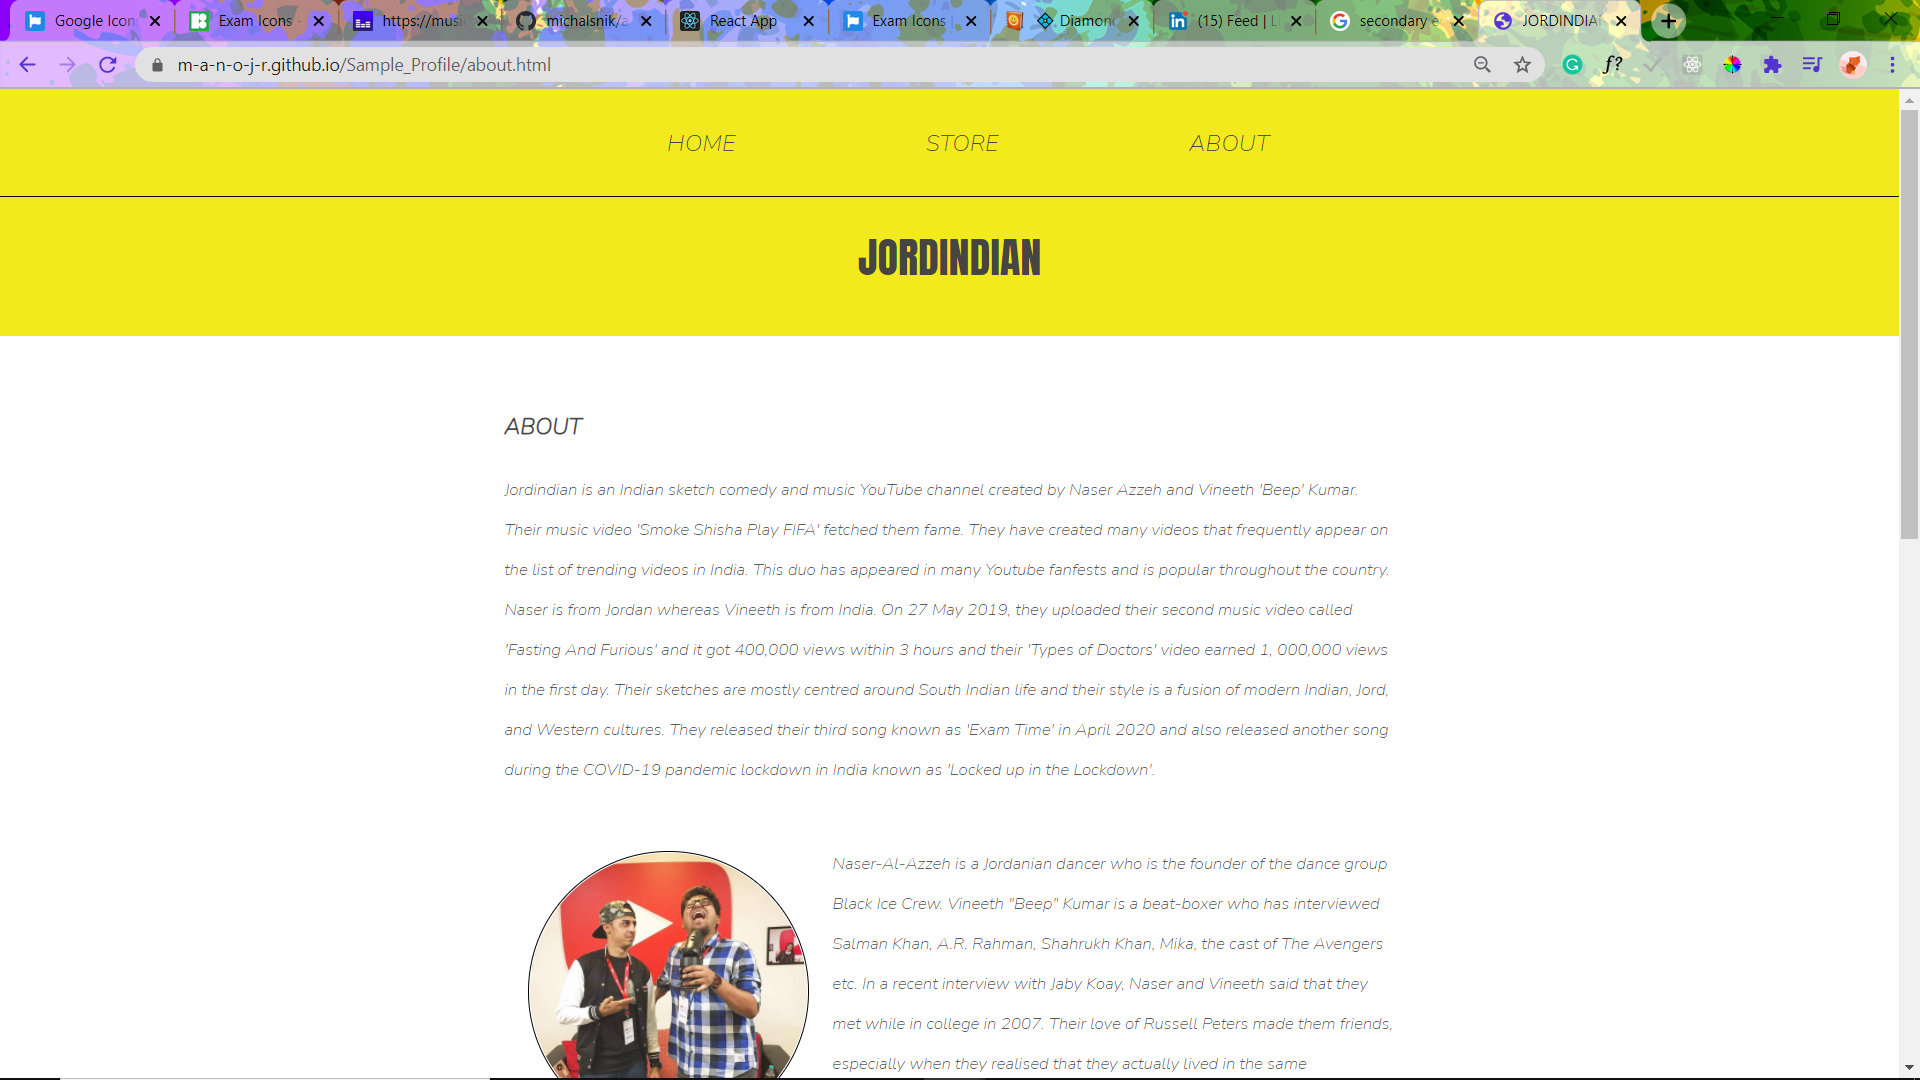 Google Icon
Exam Icons
https://musi
michalsnik/a
React App
Exam Icons |
Diamon
(15) Feed | Li
secondary e
JORDINDIAN
m-a-n-o-j-r.github.io/Sample_Profile/about.html
f?
HOME
STORE
ABOUT
JORDINDIAN
ABOUT
Jordindian is an Indian sketch comedy and music YouTube channel created by Naser Azzeh and Vineeth 'Beep' Kumar.
Their music video 'Smoke Shisha Play FIFA' fetched them fame. They have created many videos that frequently appear on
the list of trending videos in India. This duo has appeared in many Youtube fanfests and is popular throughout the country.
Naser is from Jordan whereas Vineeth is from India. On 27 May 2019, they uploaded their second music video called
'Fasting And Furious' and it got 400,000 views within 3 hours and their 'Types of Doctors' video earned 1, 000,000 views
in the first day. Their sketches are mostly centred around South Indian life and their style is a fusion of modern Indian, Jord,
and Western cultures. They released their third song known as 'Exam Time' in April 2020 and also released another song
during the COVID-19 pandemic lockdown in India known as 'Locked up in the Lockdown'.
Naser-Al-Azzeh is a Jordanian dancer who is the founder of the dance group
Black Ice Crew. Vineeth "Beep" Kumar is a beat-boxer who has interviewed
Salman Khan, A.R. Rahman, Shahrukh Khan, Mika, the cast of The Avengers
etc. In a recent interview with Jaby Koay, Naser and Vineeth said that they
met while in college in 2007. Their love of Russell Peters made them friends,
especially when they realised that they actually lived in the same